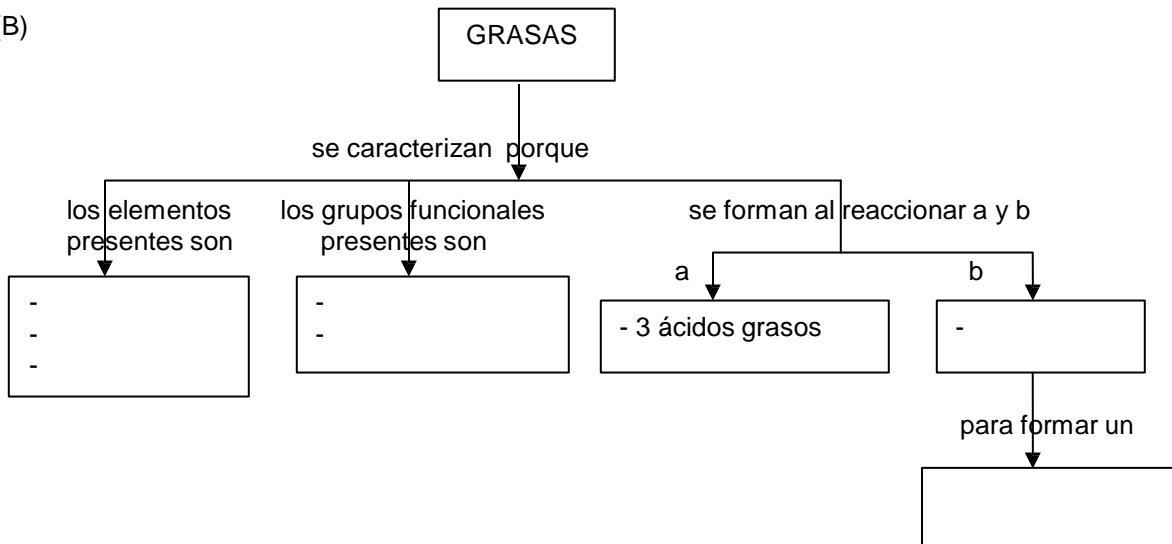 B)
GRASAS
se caracterizan porque
los elementos
presentes son
los grupos funcionales
presentes son
se forman al reaccionar a y b
a
b
-
-
-
-
-
- 3 ácidos grasos
-
para formar un